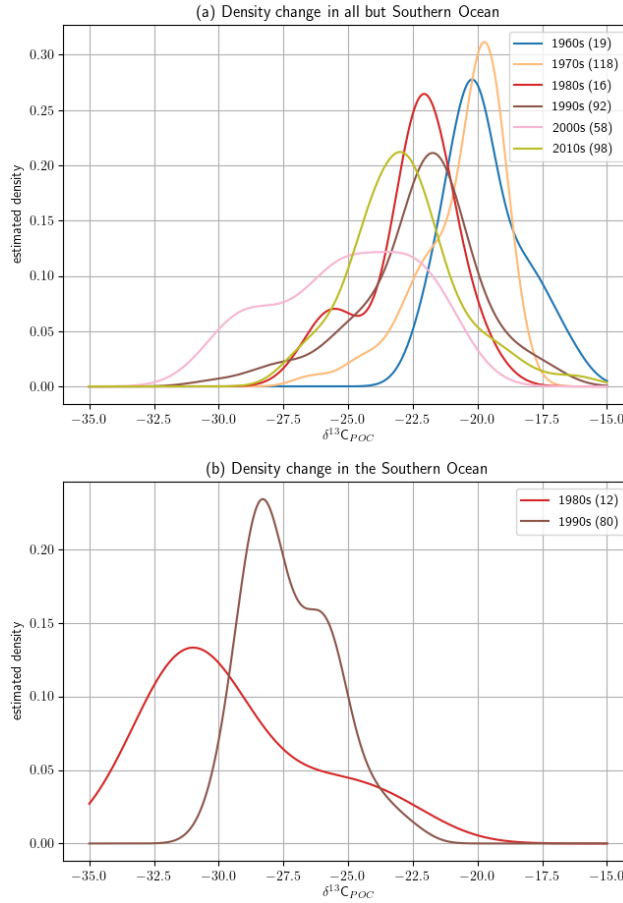 (a) Density change in all but Southern Ocean
0.30
0.25
0.20
0.15
0.10
0.05
0.00
estimated density
1960s (19)
1970s (118)
1980s (16)
1990s (92)
2000s (58)
2010s (98)
−35.0 −32.5 −30.0 −27.5 −25.0 −22.5 −20.0 −17.5 −15.0
δ¹³C_POC
(b) Density change in the Southern Ocean
0.20
0.15
0.10
0.05
0.00
estimated density
1980s (12)
1990s (80)
−35.0 −32.5 −30.0 −27.5 −25.0 −22.5 −20.0 −17.5 −15.0
δ¹³C_POC